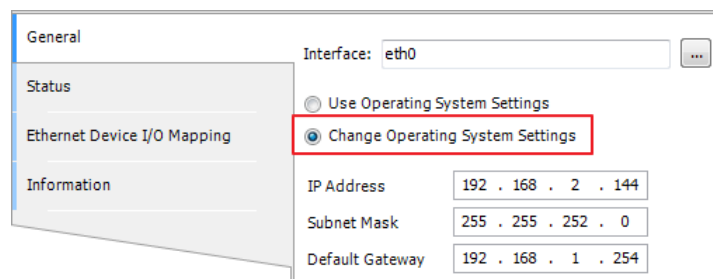 General
Status
Ethernet Device I/O Mapping
Information
Interface: eth0 ...
Use Operating System Settings
Change Operating System Settings
IP Address 192 . 168 . 2 . 144
Subnet Mask 255 . 255 . 252 . 0
Default Gateway 192 . 168 . 1 . 254